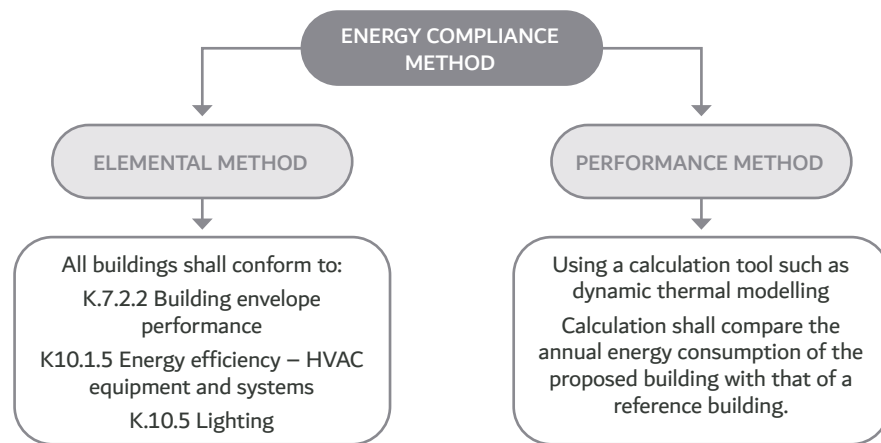 ENERGY COMPLIANCE
METHOD
ELEMENTAL METHOD
PERFORMANCE METHOD
All buildings shall conform to:
K.7.2.2 Building envelope
performance
K10.1.5 Energy efficiency – HVAC
equipment and systems
K.10.5 Lighting
Using a calculation tool such as
dynamic thermal modelling
Calculation shall compare the
annual energy consumption of the
proposed building with that of a
reference building.